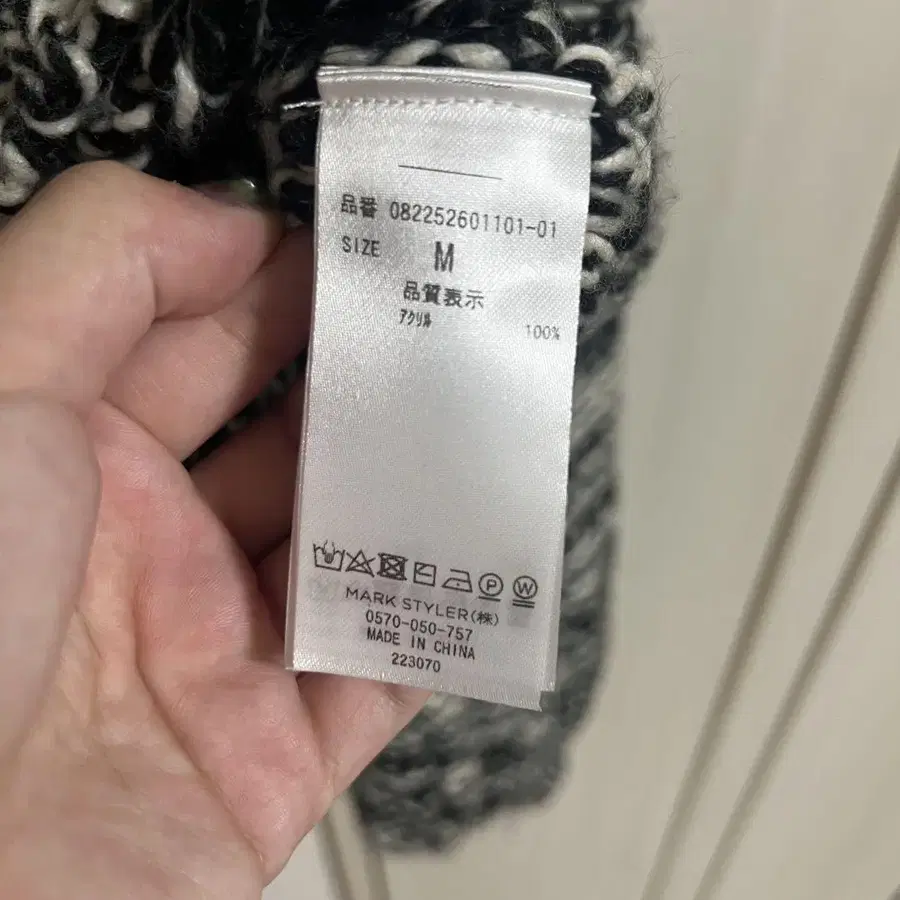 品番 082252601101-01
SIZE M
品質表示
アクリル 100%
P W
MARK STYLER(株)
0570-050-757
MADE IN CHINA
223070